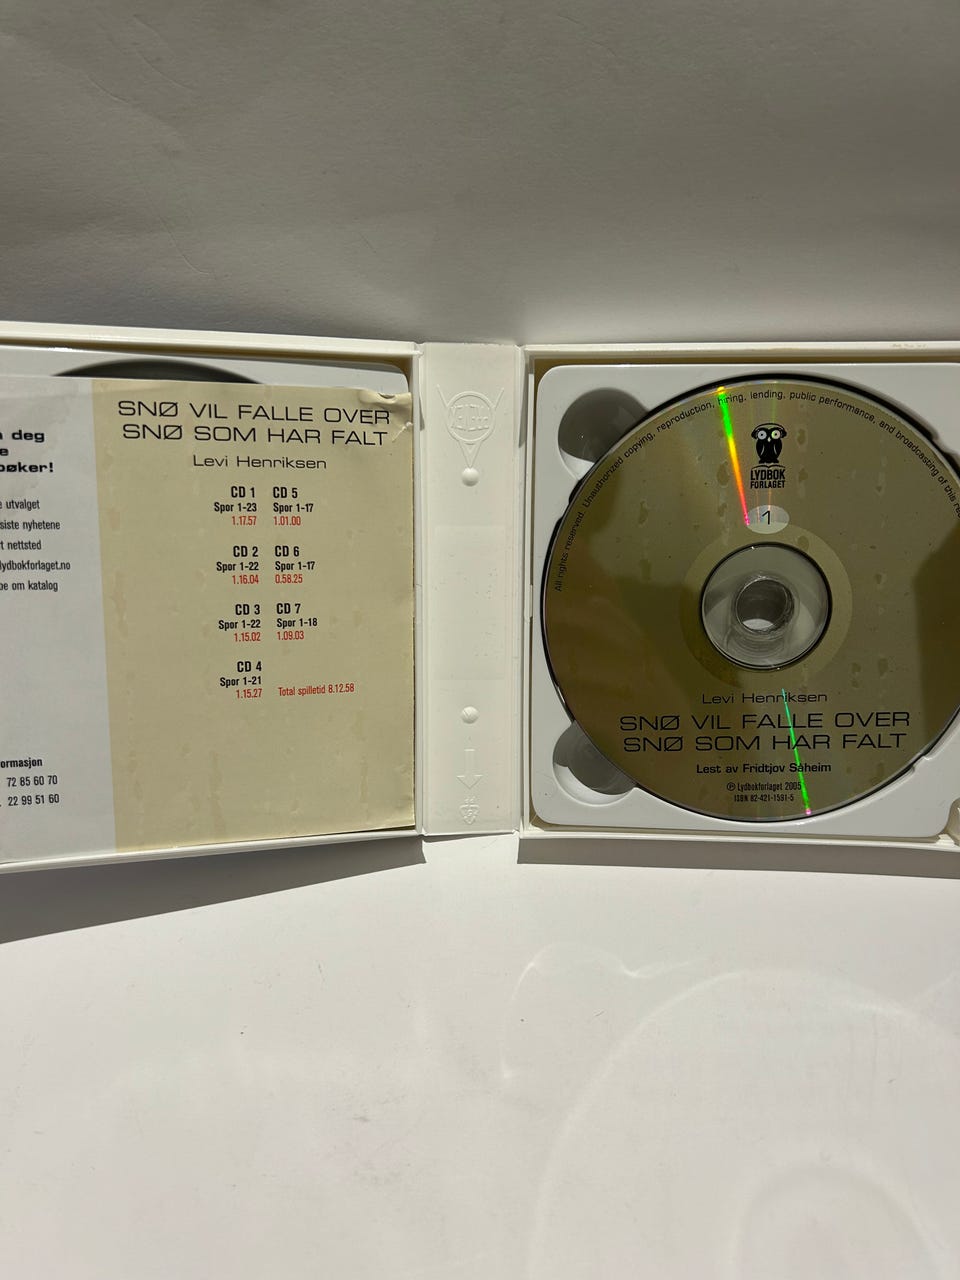 deg
e
bøker!
e utvalget
siste nyhetene
t nettsted
lydbokforlaget.no
be om katalog
72 85 60 70
22 99 51 60
SNØ VIL FALLE OVER
SNØ SOM HAR FALT
Levi Henriksen
CD 1 CD 5
Spor 1-23 Spor 1-17
1.17.57 1.01.00
CD 2 CD 6
Spor 1-22 Spor 1-17
1.16.04 0.58.25
CD 3 CD 7
Spor 1-22 Spor 1-18
1.15.02 1.09.03
CD 4
Spor 1-21
1.15.27 Total spilletid 8.12.58
All rights reserved. Unauthorized copying, reproduction, hiring, lending, public performance, and broadcasting of this
LYDBOK
FORLAGET
1
Levi Henriksen
SNØ VIL FALLE OVER
SNØ SOM HAR FALT
Lest av Fridtjov Såheim
℗ Lydbokforlaget 2005
ISBN 82-421-1591-5